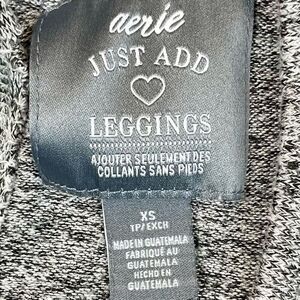 aerie
JUST ADD
LEGGINGS
AJOUTER SEULEMENT DES
COLLANTS SANS PIEDS
XS
TP/EXCH
MADE IN GUATEMALA
FABRIQUÉ AU
GUATEMALA
HECHO EN
GUATEMALA